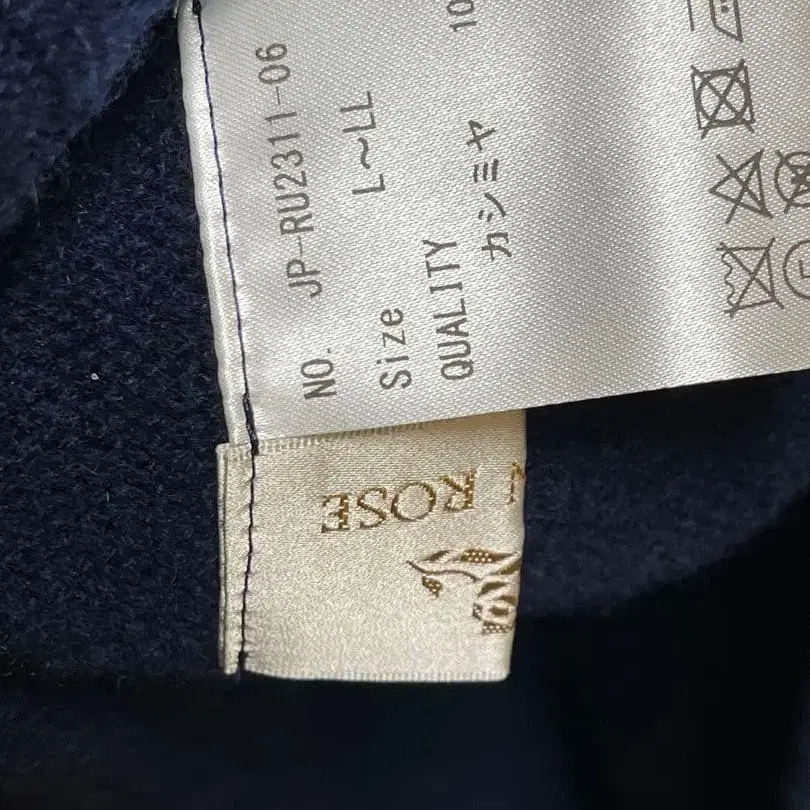 NO. JP-RU2311-06
Size L~LL
QUALITY
カシミヤ 10
ROSE